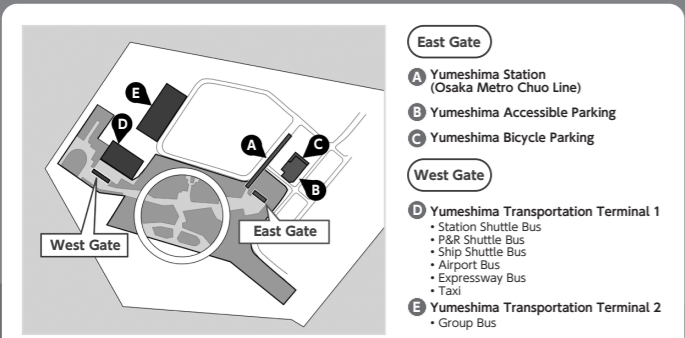 E
D
A
C
B
West Gate
East Gate
East Gate
A Yumeshima Station
(Osaka Metro Chuo Line)
B Yumeshima Accessible Parking
C Yumeshima Bicycle Parking
West Gate
D Yumeshima Transportation Terminal 1
• Station Shuttle Bus
• P&R Shuttle Bus
• Ship Shuttle Bus
• Airport Bus
• Expressway Bus
• Taxi
E Yumeshima Transportation Terminal 2
• Group Bus